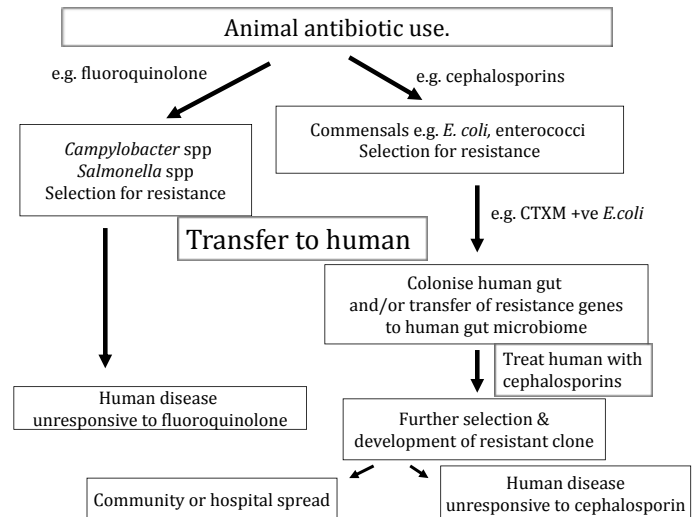 Animal antibiotic use.
e.g. fluoroquinolone
e.g. cephalosporins
Campylobacter spp
Salmonella spp
Selection for resistance
Commensals e.g. E. coli, enterococci
Selection for resistance
e.g. CTXM +ve E.coli
Transfer to human
Colonise human gut
and/or transfer of resistance genes
to human gut microbiome
Treat human with
cephalosporins
Human disease
unresponsive to fluoroquinolone
Further selection &
development of resistant clone
Community or hospital spread
Human disease
unresponsive to cephalosporin